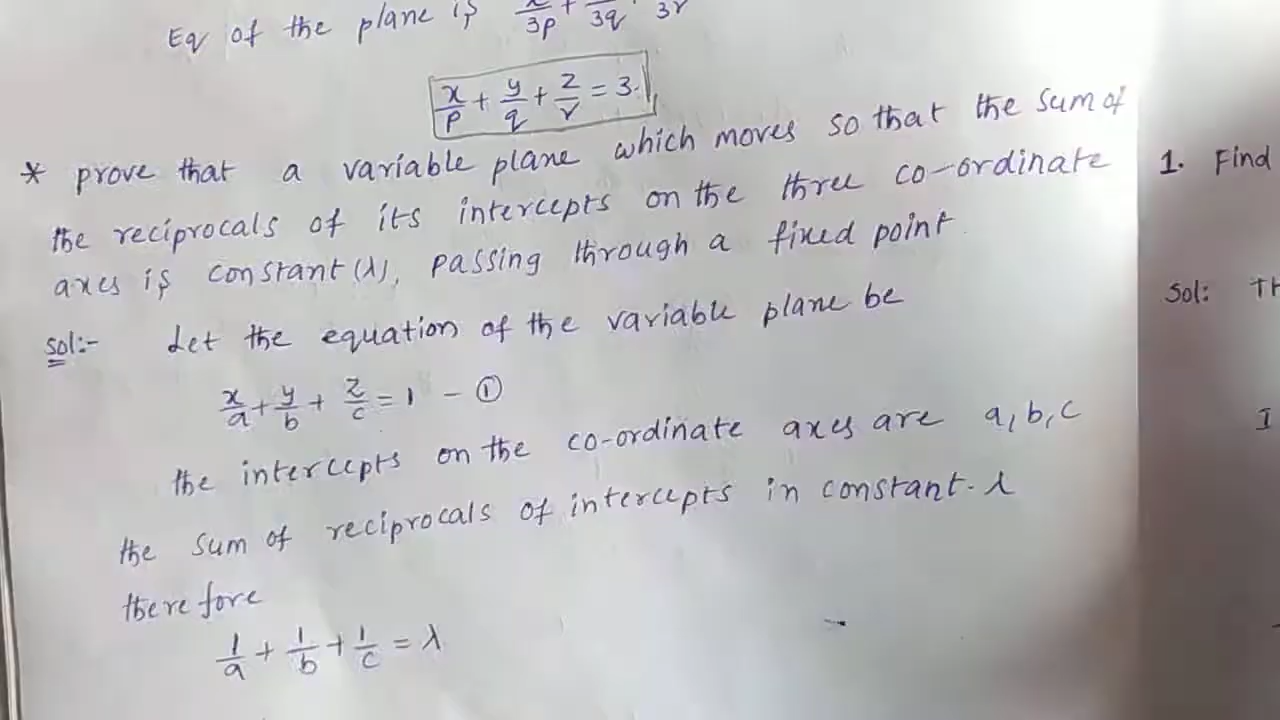 Eq of the plane is x/3p + /3q 3r
x/p + y/q + z/r = 3.
* prove that a variable plane which moves so that the sum of
the reciprocals of its intercepts on the three co-ordinate
axes is constant (λ), passing through a fixed point.
sol:- Let the equation of the variable plane be
x/a + y/b + z/c = 1 - ①
the intercepts on the co-ordinate axes are a, b, c
the sum of reciprocals of intercepts in constant. λ
therefore
1/a + 1/b + 1/c = λ
1. Find
Sol: Th
I